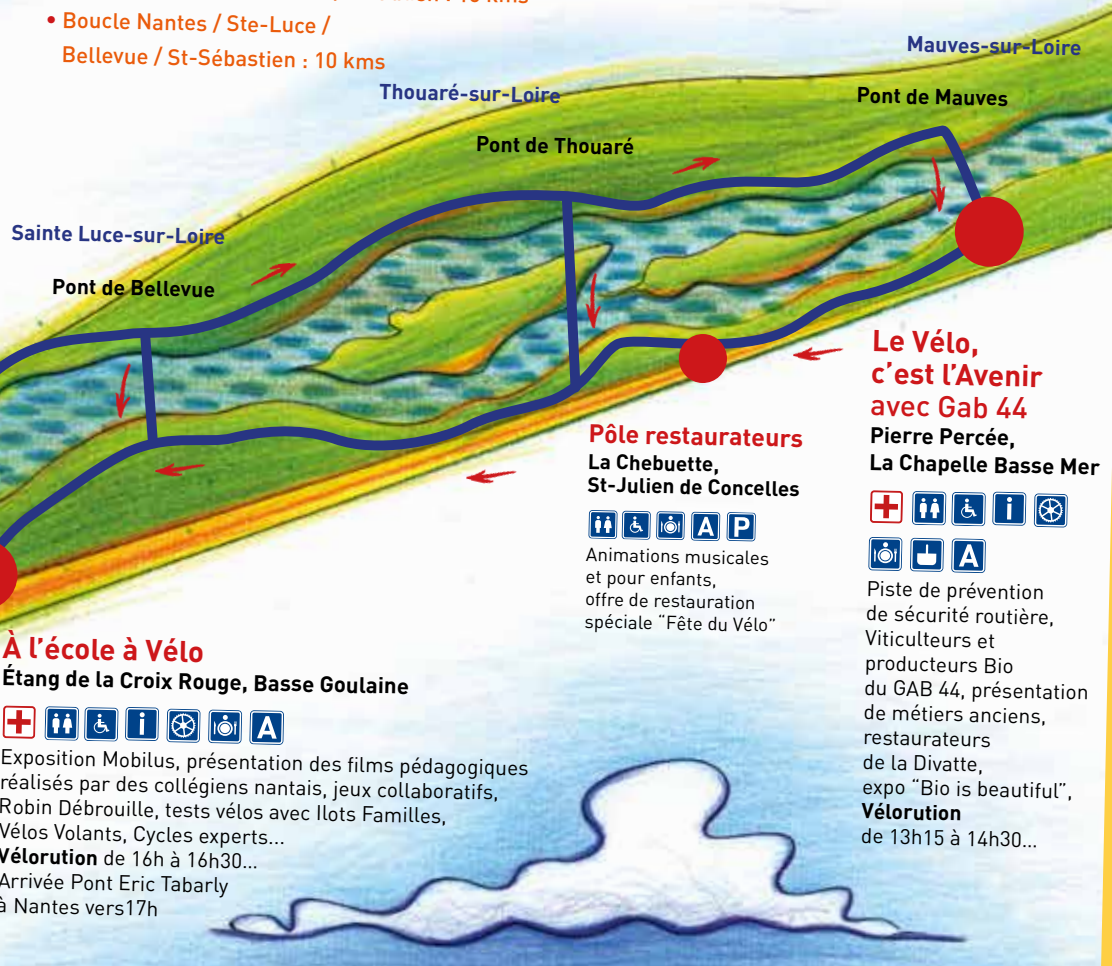 • Boucle Nantes / Ste-Luce /
Bellevue / St-Sébastien : 10 kms
Mauves-sur-Loire
Thouaré-sur-Loire
Pont de Mauves
Pont de Thouaré
Sainte Luce-sur-Loire
Pont de Bellevue
Le Vélo,
c'est l'Avenir
avec Gab 44
Pierre Percée,
La Chapelle Basse Mer
i
A
Piste de prévention
de sécurité routière,
Viticulteurs et
producteurs Bio
du GAB 44, présentation
de métiers anciens,
restaurateurs
de la Divatte,
expo “Bio is beautiful”,
Vélorution
de 13h15 à 14h30...
Pôle restaurateurs
La Chebuette,
St-Julien de Concelles
A P
Animations musicales
et pour enfants,
offre de restauration
spéciale “Fête du Vélo”
À l'école à Vélo
Étang de la Croix Rouge, Basse Goulaine
i A
Exposition Mobilus, présentation des films pédagogiques
réalisés par des collégiens nantais, jeux collaboratifs,
Robin Débrouille, tests vélos avec Ilots Familles,
Vélos Volants, Cycles experts...
Vélorution de 16h à 16h30...
Arrivée Pont Eric Tabarly
à Nantes vers17h